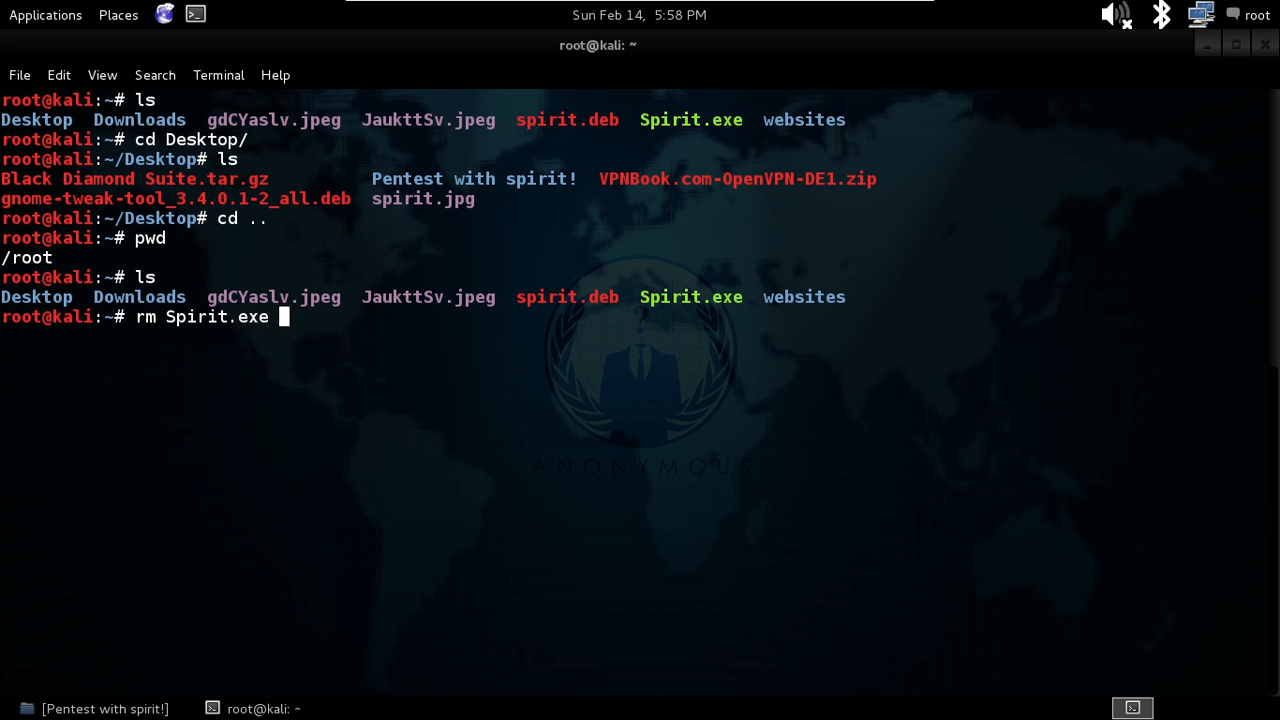 Applications Places Sun Feb 14, 5:58 PM root
root@kali: ~
File Edit View Search Terminal Help
root@kali:~# ls
Desktop Downloads gdCYaslv.jpeg JaukttSv.jpeg spirit.deb Spirit.exe websites
root@kali:~# cd Desktop/
root@kali:~/Desktop# ls
Black Diamond Suite.tar.gz Pentest with spirit! VPNBook.com-OpenVPN-DE1.zip
gnome-tweak-tool_3.4.0.1-2_all.deb spirit.jpg
root@kali:~/Desktop# cd ..
root@kali:~# pwd
/root
root@kali:~# ls
Desktop Downloads gdCYaslv.jpeg JaukttSv.jpeg spirit.deb Spirit.exe websites
root@kali:~# rm Spirit.exe
ANONYMOUS
[Pentest with spirit!] root@kali: ~